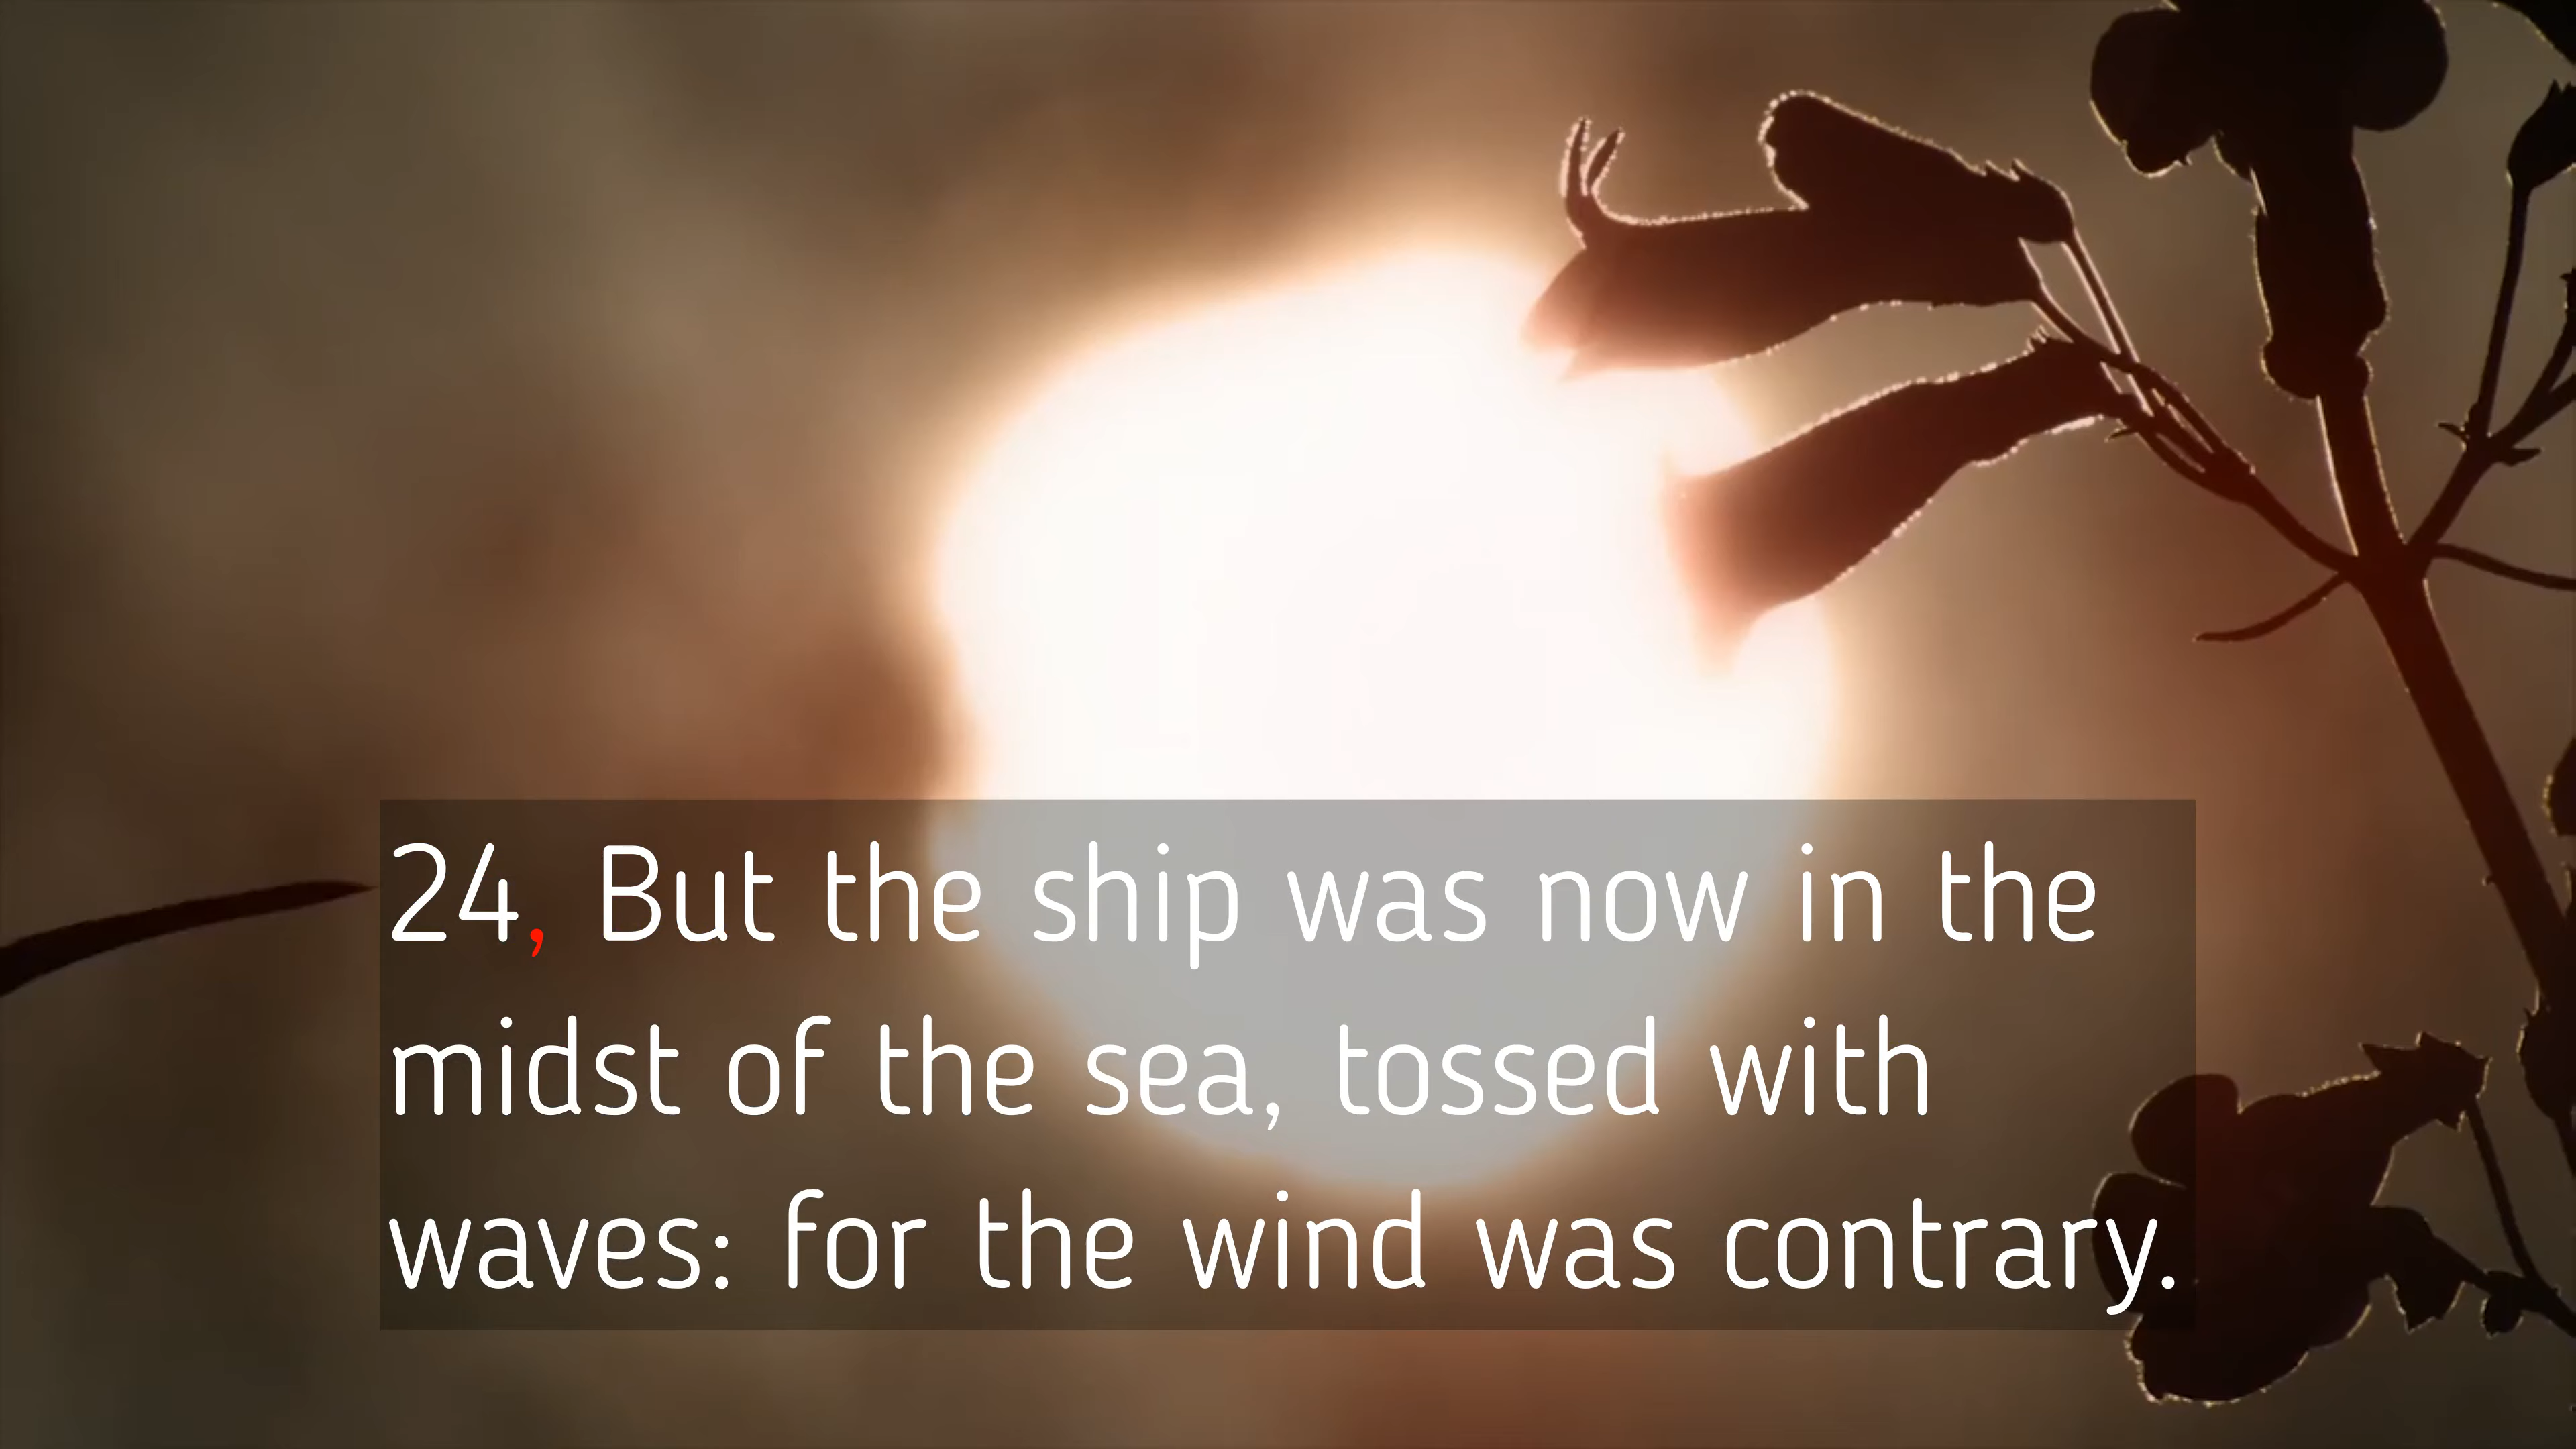 24, But the ship was now in the
midst of the sea, tossed with
waves: for the wind was contrary.